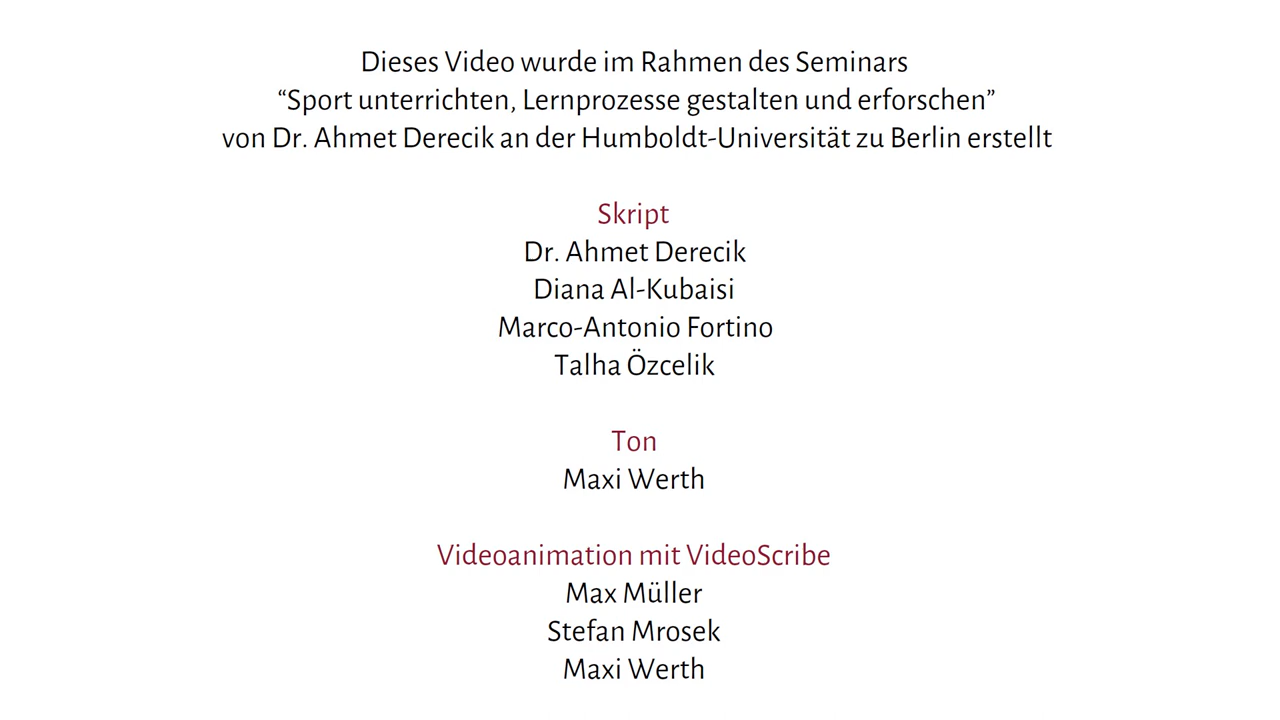 Dieses Video wurde im Rahmen des Seminars
“Sport unterrichten, Lernprozesse gestalten und erforschen”
von Dr. Ahmet Derecik an der Humboldt-Universität zu Berlin erstellt
Skript
Dr. Ahmet Derecik
Diana Al-Kubaisi
Marco-Antonio Fortino
Talha Özcelik
Ton
Maxi Werth
Videoanimation mit VideoScribe
Max Müller
Stefan Mrosek
Maxi Werth